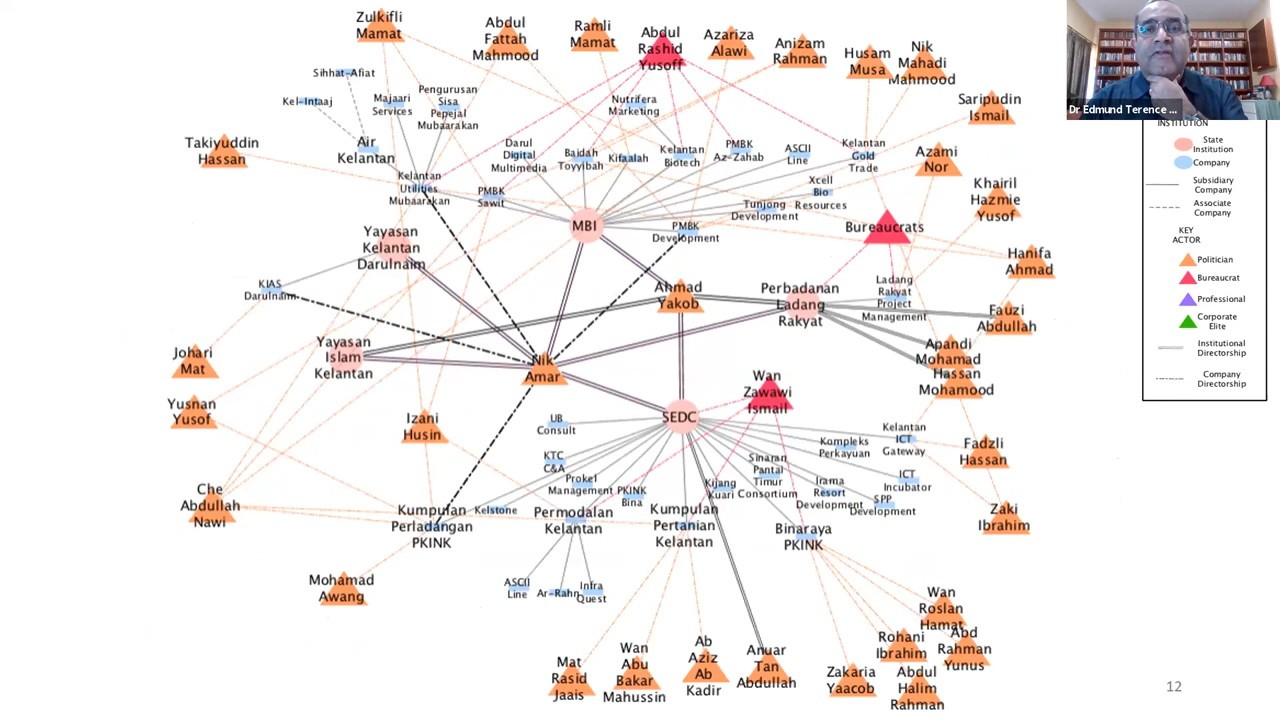 Zulkifli
Mamat
Abdul
Fattah
Mahmood
Ramli
Mamat
Abdul
Rashid
Yusoff
Azariza
Alawi
Anizam
Rahman
Husam
Musa
Nik
Mahadi
Mahmood
Saripudin
Ismail
Dr Edmund Terence ...
Sihhat-Afiat
Kel-Intaaj
Majaari
Services
Pengurusan
Sisa
Pepejal
Mubaarakan
Nutrifera
Marketing
Takiyuddin
Hassan
Air
Kelantan
Darul
Digital
Multimedia
Baidah
Toyyibah
Kifaalah
Kelantan
Biotech
PMBK
Az-Zahab
ASCII
Line
Kelantan
Gold
Trade
Azami
Nor
Kelantan
Utilities
Mubaarakan
PMBK
Sawit
Xcell
Bio
Resources
Tunjong
Development
Khairil
Hazmie
Yusof
MBI
PMBK
Development
Bureaucrats
Yayasan
Kelantan
Darulnaim
Hanifa
Ahmad
KIAS
Darulnaim
Ahmad
Yakob
Perbadanan
Ladang
Rakyat
Ladang
Rakyat
Project
Management
Fauzi
Abdullah
Johari
Mat
Yayasan
Islam
Kelantan
Nik
Amar
Apandi
Mohamad
Hassan
Mohamood
Wan
Zawawi
Ismail
Yusnan
Yusof
Izani
Husin
UB
Consult
SEDC
Kompleks
Perkayuan
Kelantan
ICT
Gateway
Fadzli
Hassan
KTC
C&A
Prokel
Management
PKINK
Bina
Kijang
Kuari
Sinaran
Pantai
Timur
Consortium
Irama
Resort
Development
SPP
Development
ICT
Incubator
Che
Abdullah
Nawi
Kumpulan
Perladangan
PKINK
Kelstone
Permodalan
Kelantan
Kumpulan
Pertanian
Kelantan
Binaraya
PKINK
Zaki
Ibrahim
Mohamad
Awang
ASCII
Line
Ar-Rahn
Infra
Quest
Mat
Rasid
Jaais
Wan
Abu
Bakar
Mahussin
Ab
Aziz
Ab
Kadir
Anuar
Tan
Abdullah
Zakaria
Yaacob
Rohani
Ibrahim
Abdul
Halim
Rahman
Wan
Roslan
Hamat
Abd
Rahman
Yunus
INSTITUTION
State
Institution
Company
Subsidiary
Company
Associate
Company
KEY
ACTOR
Politician
Bureaucrat
Professional
Corporate
Elite
Institutional
Directorship
Company
Directorship
12